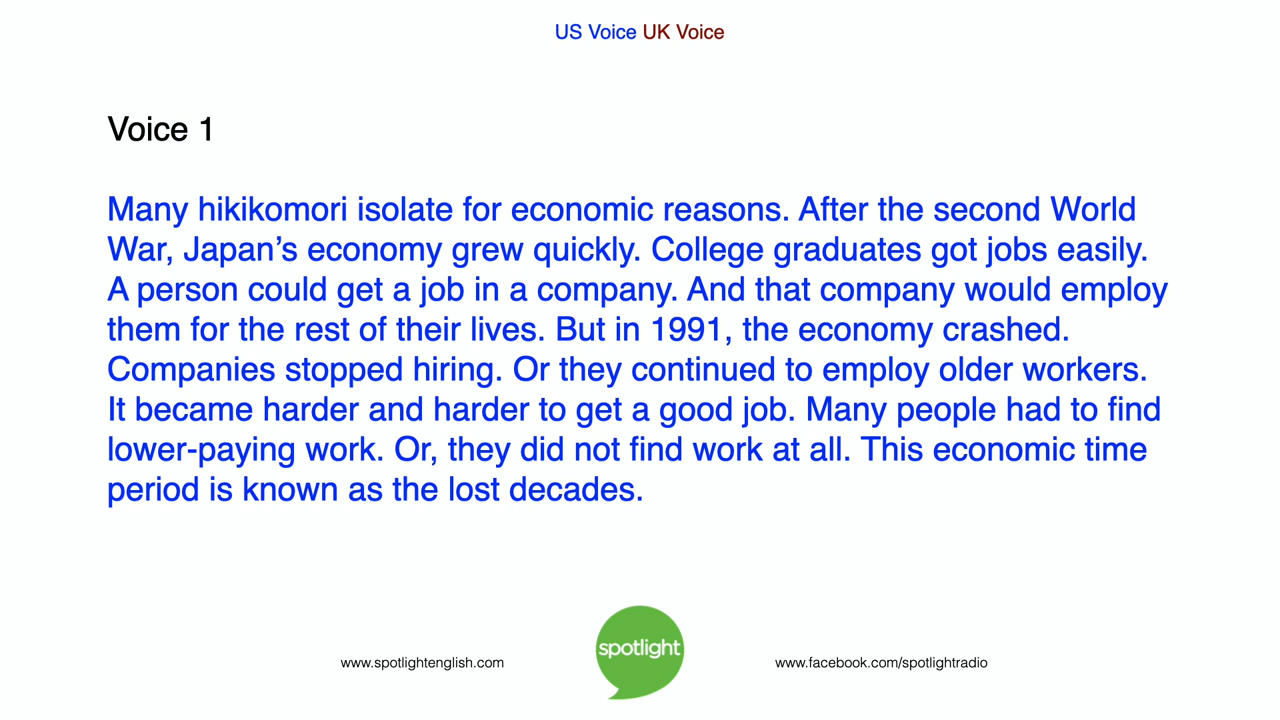 US Voice UK Voice
Voice 1
Many hikikomori isolate for economic reasons. After the second World
War, Japan’s economy grew quickly. College graduates got jobs easily.
A person could get a job in a company. And that company would employ
them for the rest of their lives. But in 1991, the economy crashed.
Companies stopped hiring. Or they continued to employ older workers.
It became harder and harder to get a good job. Many people had to find
lower-paying work. Or, they did not find work at all. This economic time
period is known as the lost decades.
www.spotlightenglish.com
spotlight
www.facebook.com/spotlightradio